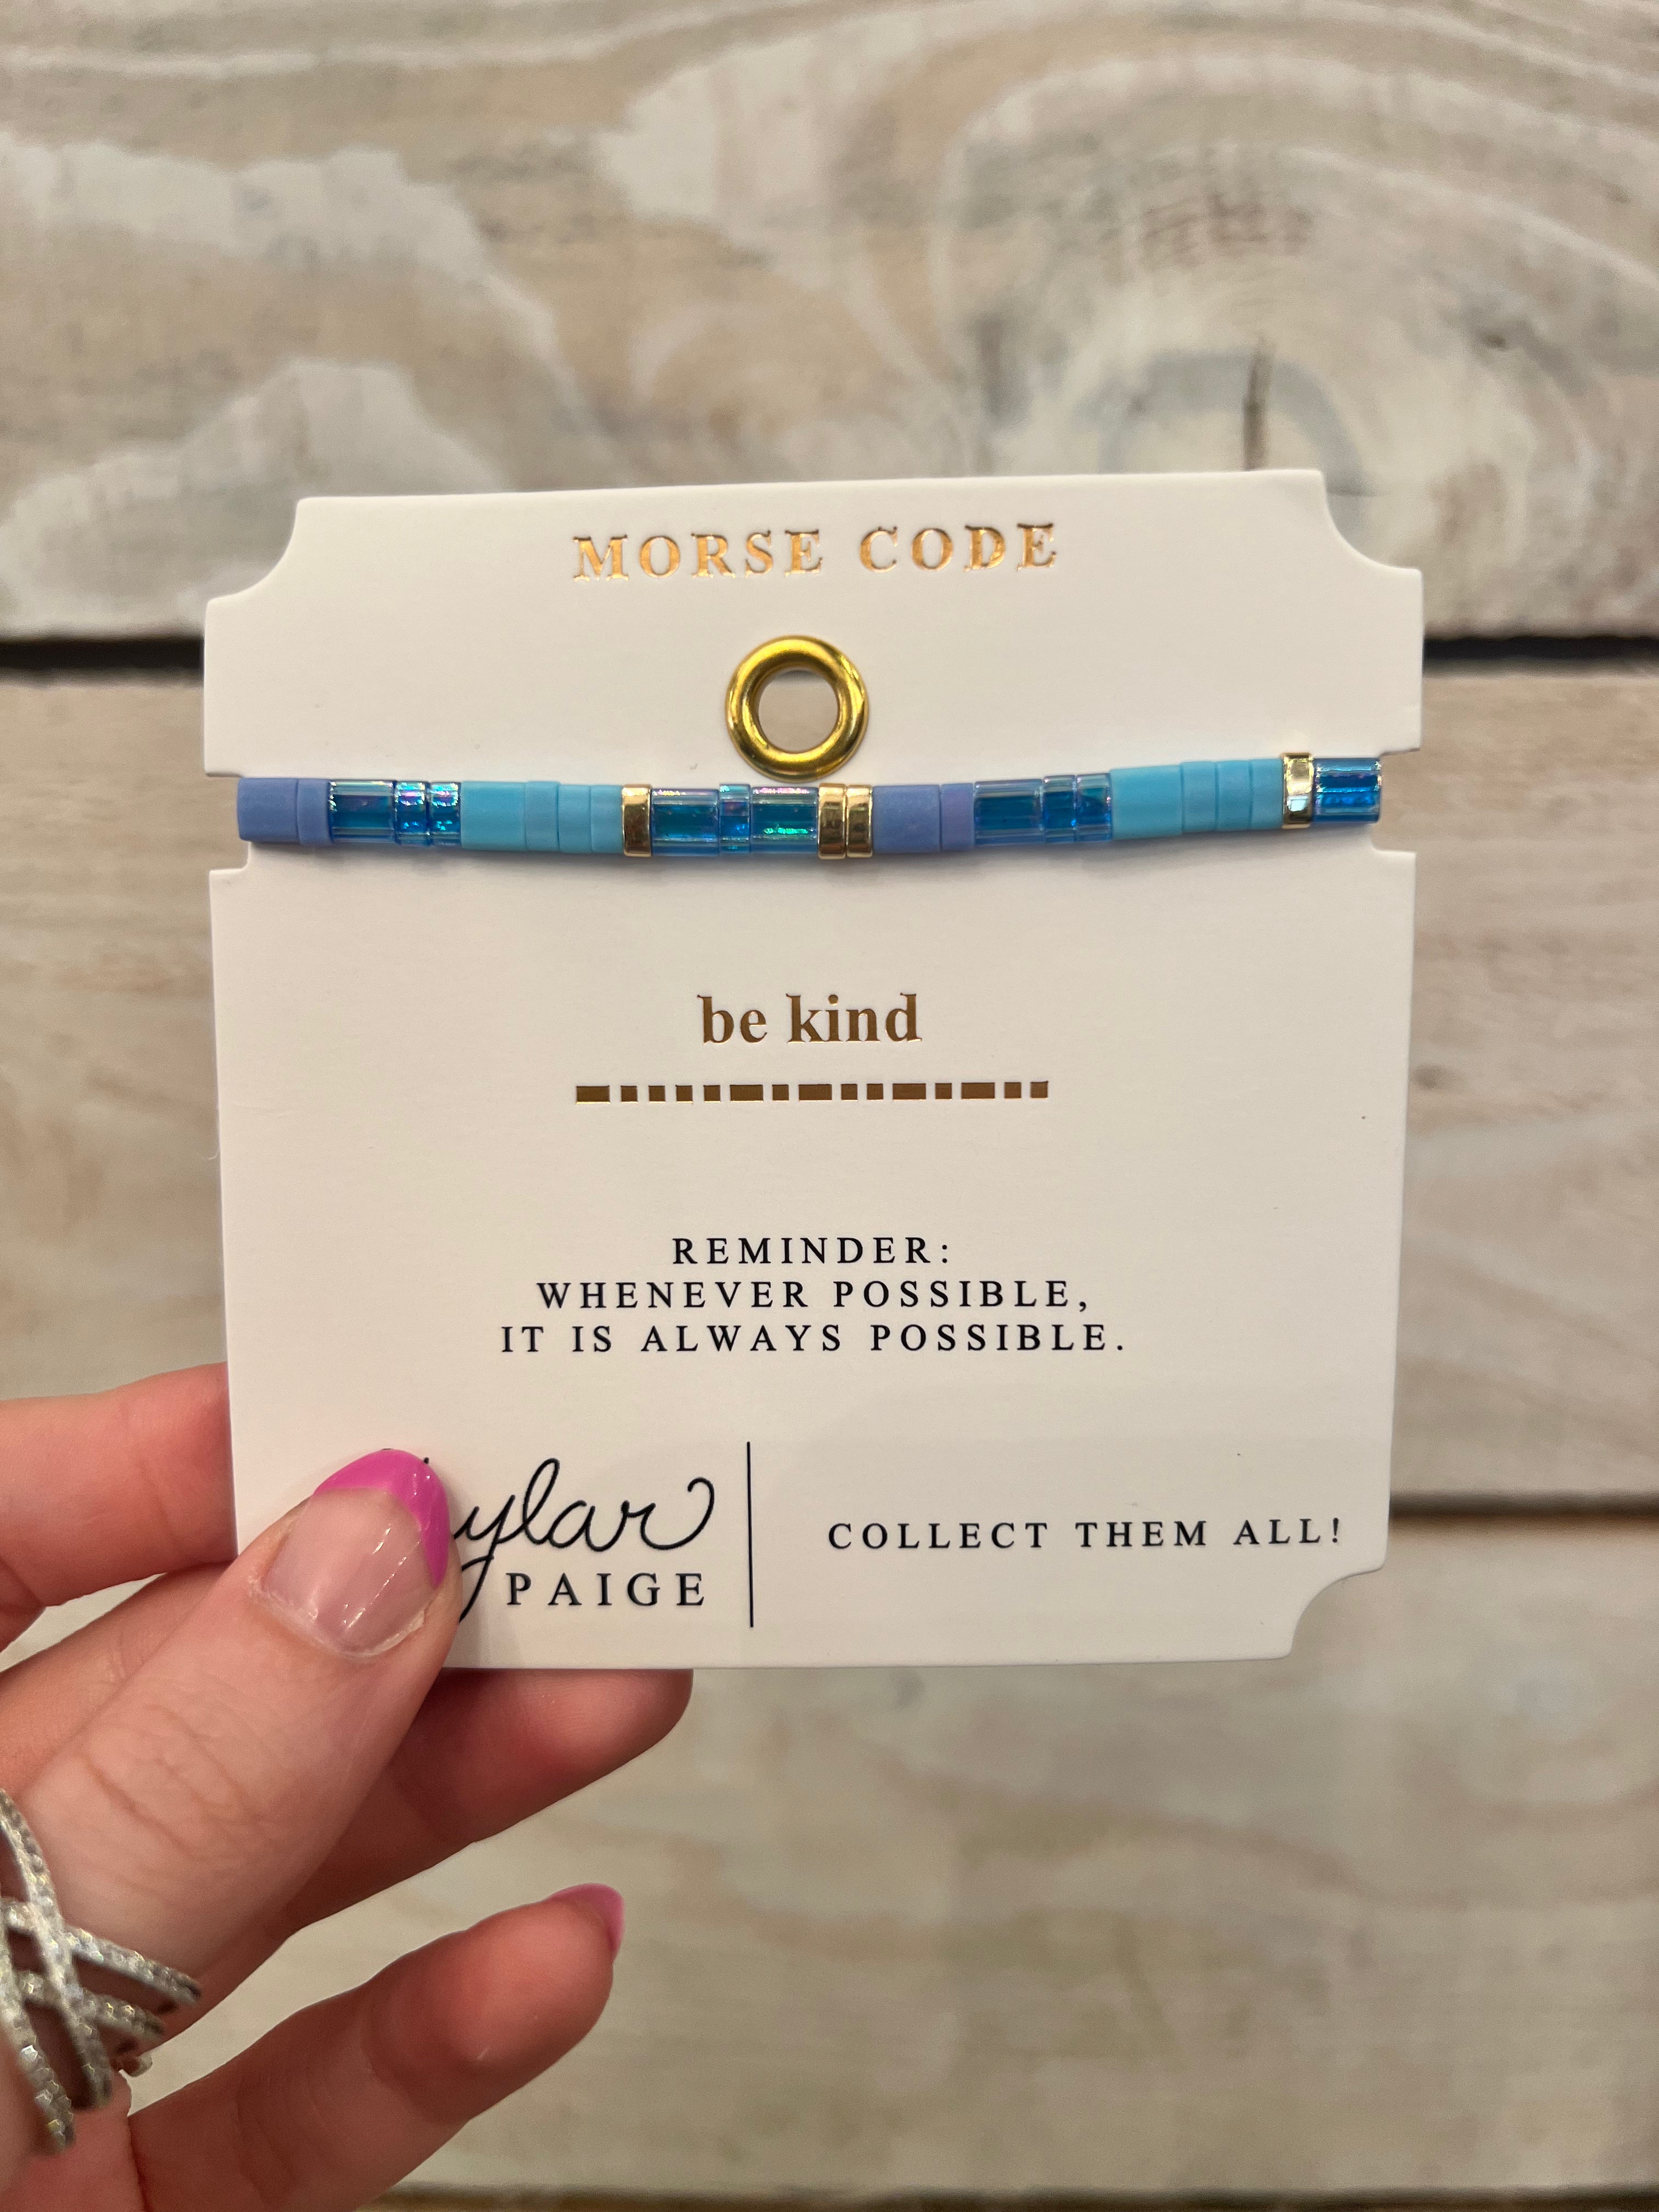 MORSE CODE
be kind
REMINDER:
WHENEVER POSSIBLE,
IT IS ALWAYS POSSIBLE.
PAIGE
COLLECT THEM ALL!